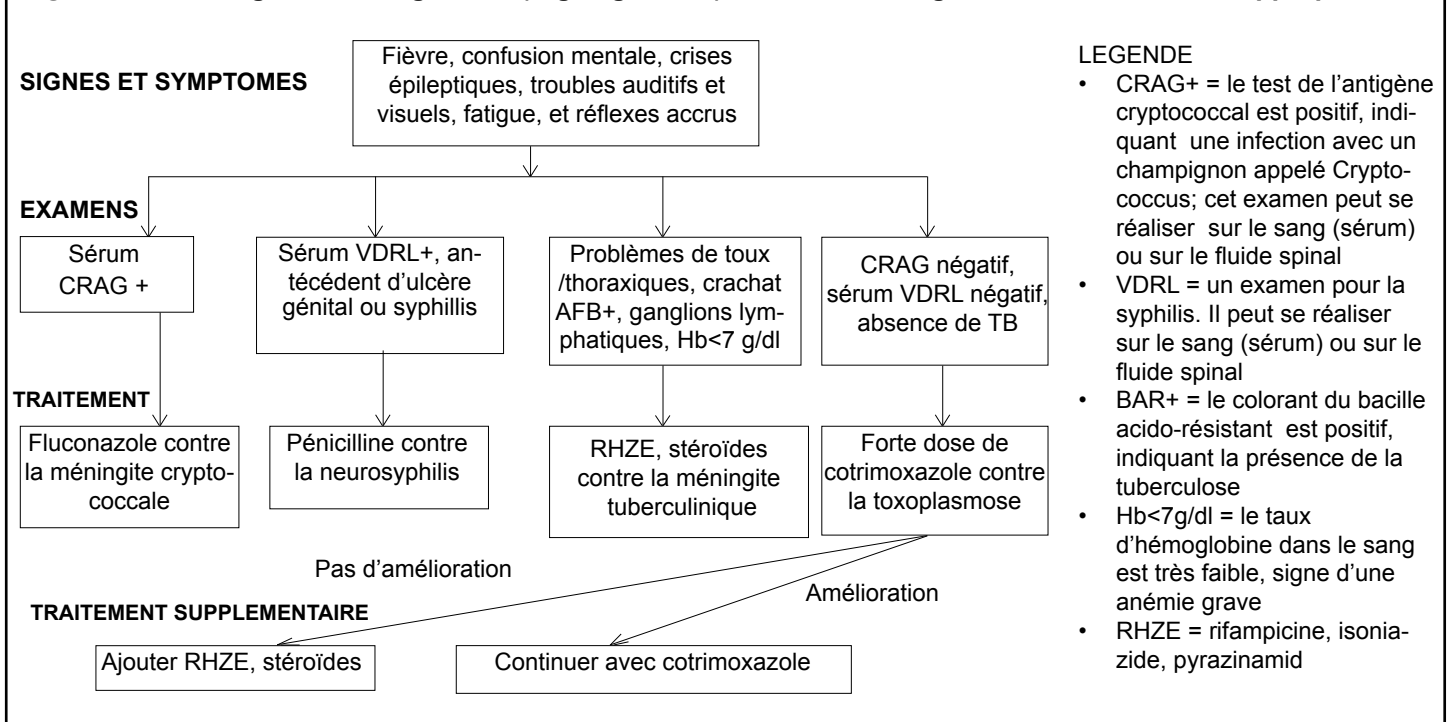 SIGNES ET SYMPTOMES
Fièvre, confusion mentale, crises
épileptiques, troubles auditifs et
visuels, fatigue, et réflexes accrus
EXAMENS
Sérum
CRAG +
Sérum VDRL+, an-
técédent d’ulcère
génital ou syphillis
Problèmes de toux
/thoraxiques, crachat
AFB+, ganglions lym-
phatiques, Hb<7 g/dl
CRAG négatif,
sérum VDRL négatif,
absence de TB
TRAITEMENT
Fluconazole contre
la méningite crypto-
coccale
Pénicilline contre
la neurosyphilis
RHZE, stéroïdes
contre la méningite
tuberculinique
Forte dose de
cotrimoxazole contre
la toxoplasmose
Pas d’amélioration
Amélioration
TRAITEMENT SUPPLEMENTAIRE
Ajouter RHZE, stéroïdes
Continuer avec cotrimoxazole
LEGENDE
• CRAG+ = le test de l’antigène
cryptococcal est positif, indi-
quant une infection avec un
champignon appelé Crypto-
coccus; cet examen peut se
réaliser sur le sang (sérum)
ou sur le fluide spinal
• VDRL = un examen pour la
syphilis. Il peut se réaliser
sur le sang (sérum) ou sur le
fluide spinal
• BAR+ = le colorant du bacille
acido-résistant est positif,
indiquant la présence de la
tuberculose
• Hb<7g/dl = le taux
d’hémoglobine dans le sang
est très faible, signe d’une
anémie grave
• RHZE = rifampicine, isonia-
zide, pyrazinamid